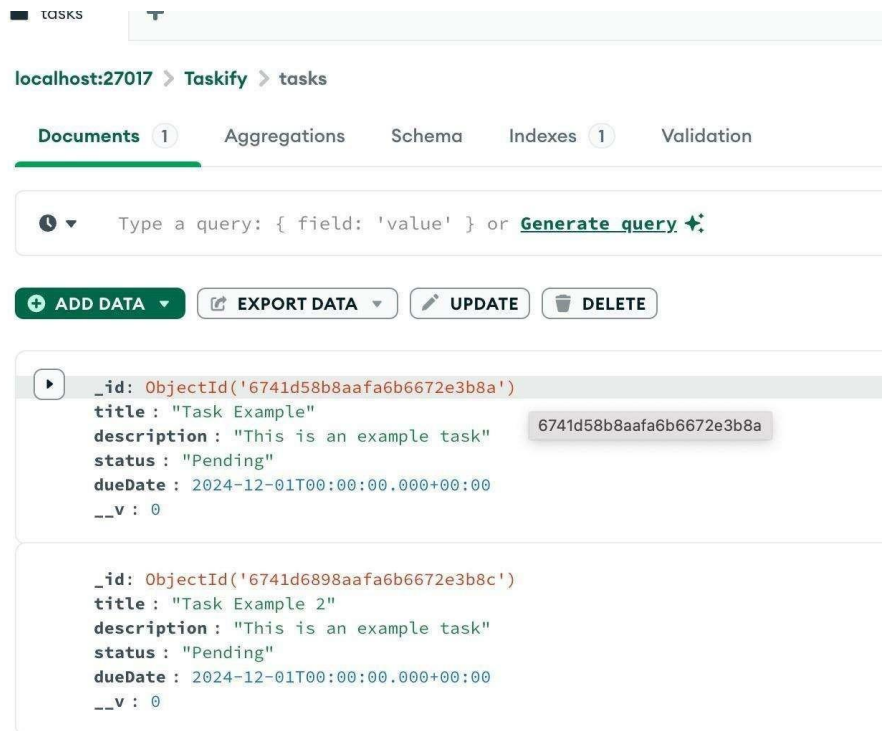 tasks
localhost:27017 > Taskify > tasks
Documents 1 Aggregations Schema Indexes 1 Validation
Type a query: { field: 'value' } or Generate query
ADD DATA EXPORT DATA UPDATE DELETE
_id: ObjectId('6741d58b8aafa6b6672e3b8a')
title : "Task Example"
6741d58b8aafa6b6672e3b8a
description : "This is an example task"
status : "Pending"
dueDate : 2024-12-01T00:00:00.000+00:00
__v : 0
_id: ObjectId('6741d6898aafa6b6672e3b8c')
title : "Task Example 2"
description : "This is an example task"
status : "Pending"
dueDate : 2024-12-01T00:00:00.000+00:00
__v : 0